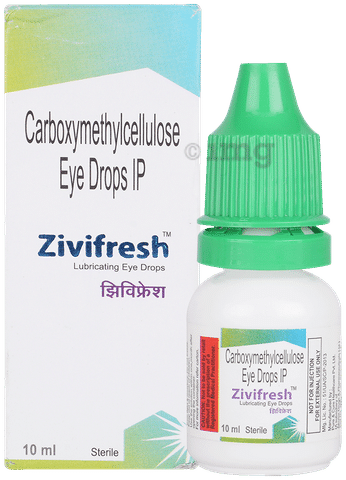 Carboxymethylcellulose
Eye Drops IP
Zivifresh™
Lubricating Eye Drops
झिविफ्रेश
10 ml
Sterile
1mg
Carboxymethylcellulose
Eye Drops IP
Zivifresh™
Lubricating Eye Drops
झिविफ्रेश
10 ml
Sterile
NOT FOR INJECTION
FOR EXTERNAL USE ONLY